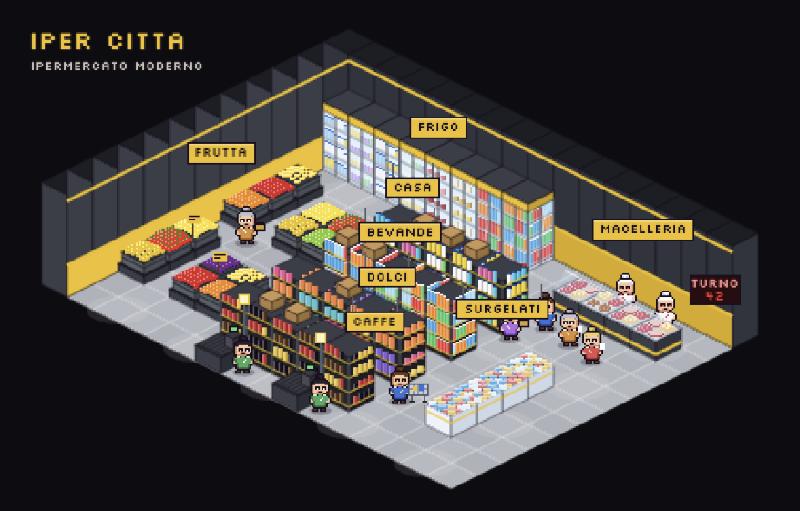 IPER CITTA
IPERMERCATO MODERNO
FRIGO
FRUTTA
CASA
BEVANDE
MACELLERIA
DOLCI
TURNO
42
SURGELATI
CAFFE